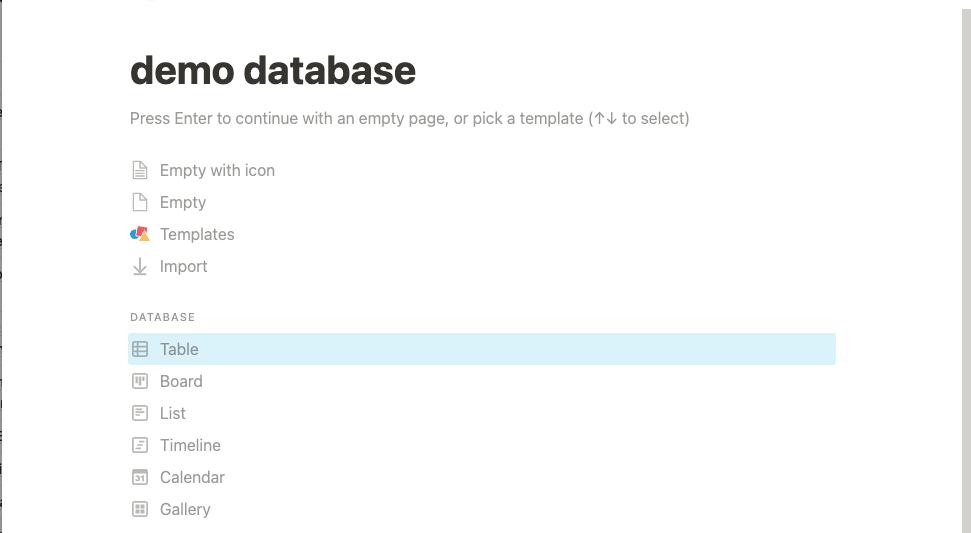 demo database
Press Enter to continue with an empty page, or pick a template (↑↓ to select)
Empty with icon
Empty
Templates
Import
DATABASE
Table
Board
List
Timeline
31 Calendar
Gallery